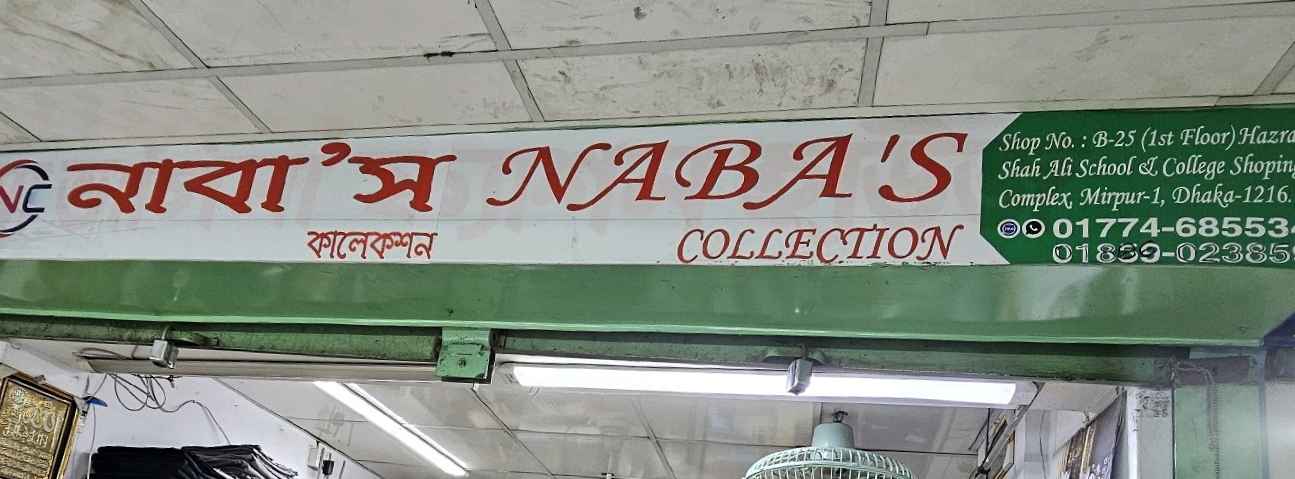 NC
নাবা'স
কালেকশন
NABA'S
COLLECTION
Shop No. : B-25 (1st Floor) Hazra
Shah Ali School & College Shoping
Complex, Mirpur-1, Dhaka-1216.
01774-685534